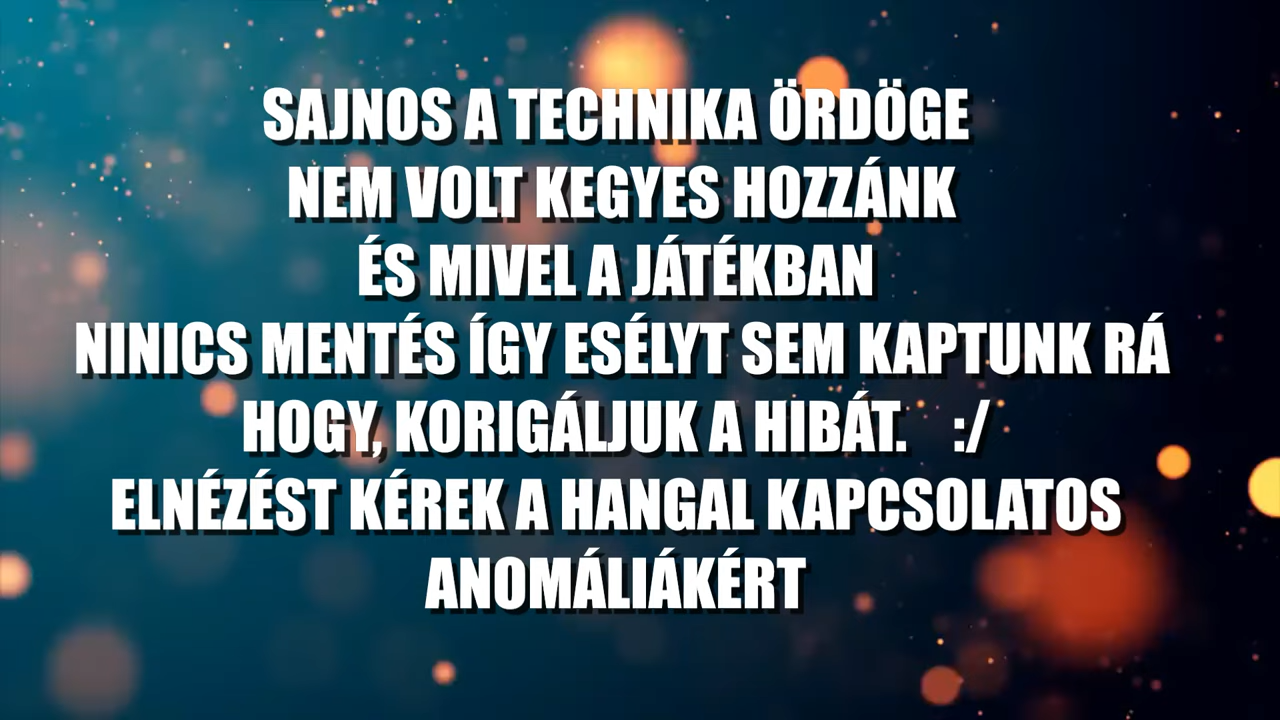 SAJNOS A TECHNIKA ÖRDÖGE
NEM VOLT KEGYES HOZZÁNK
ÉS MIVEL A JÁTÉKBAN
NINICS MENTÉS ÍGY ESÉLYT SEM KAPTUNK RÁ
HOGY, KORIGÁLJUK A HIBÁT. :/
ELNÉZÉST KÉREK A HANGAL KAPCSOLATOS
ANOMÁLIÁKÉRT